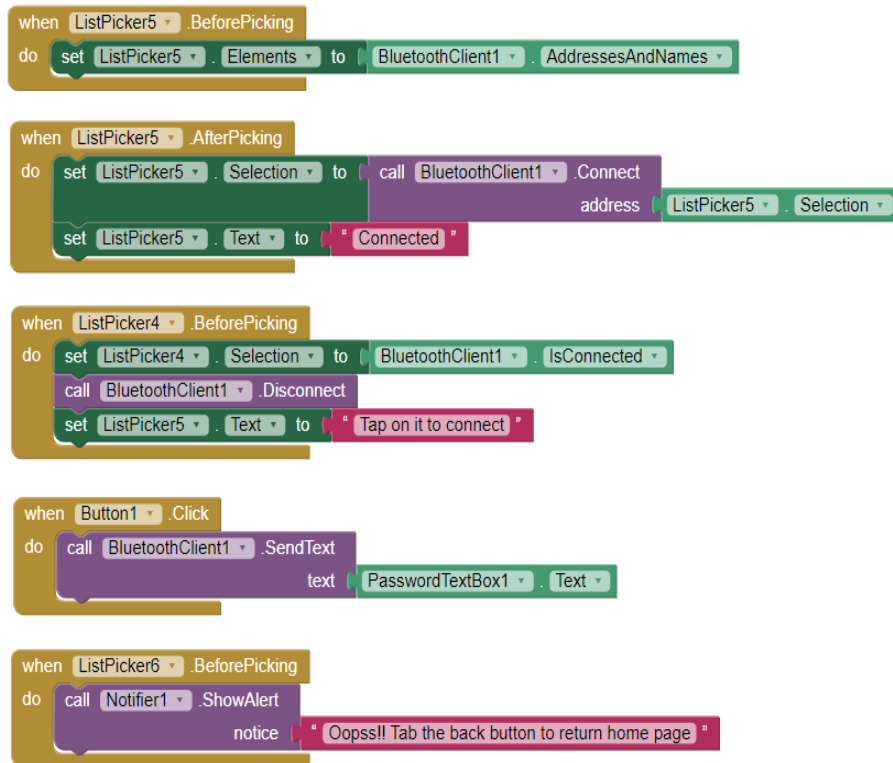 when ListPicker5 .BeforePicking
do set ListPicker5 . Elements to BluetoothClient1 . AddressesAndNames
when ListPicker5 .AfterPicking
do set ListPicker5 . Selection to call BluetoothClient1 .Connect
address ListPicker5 . Selection
set ListPicker5 . Text to " Connected "
when ListPicker4 .BeforePicking
do set ListPicker4 . Selection to BluetoothClient1 . IsConnected
call BluetoothClient1 .Disconnect
set ListPicker5 . Text to " Tap on it to connect "
when Button1 .Click
do call BluetoothClient1 .SendText
text PasswordTextBox1 . Text
when ListPicker6 .BeforePicking
do call Notifier1 .ShowAlert
notice " Oopss!! Tab the back button to return home page "